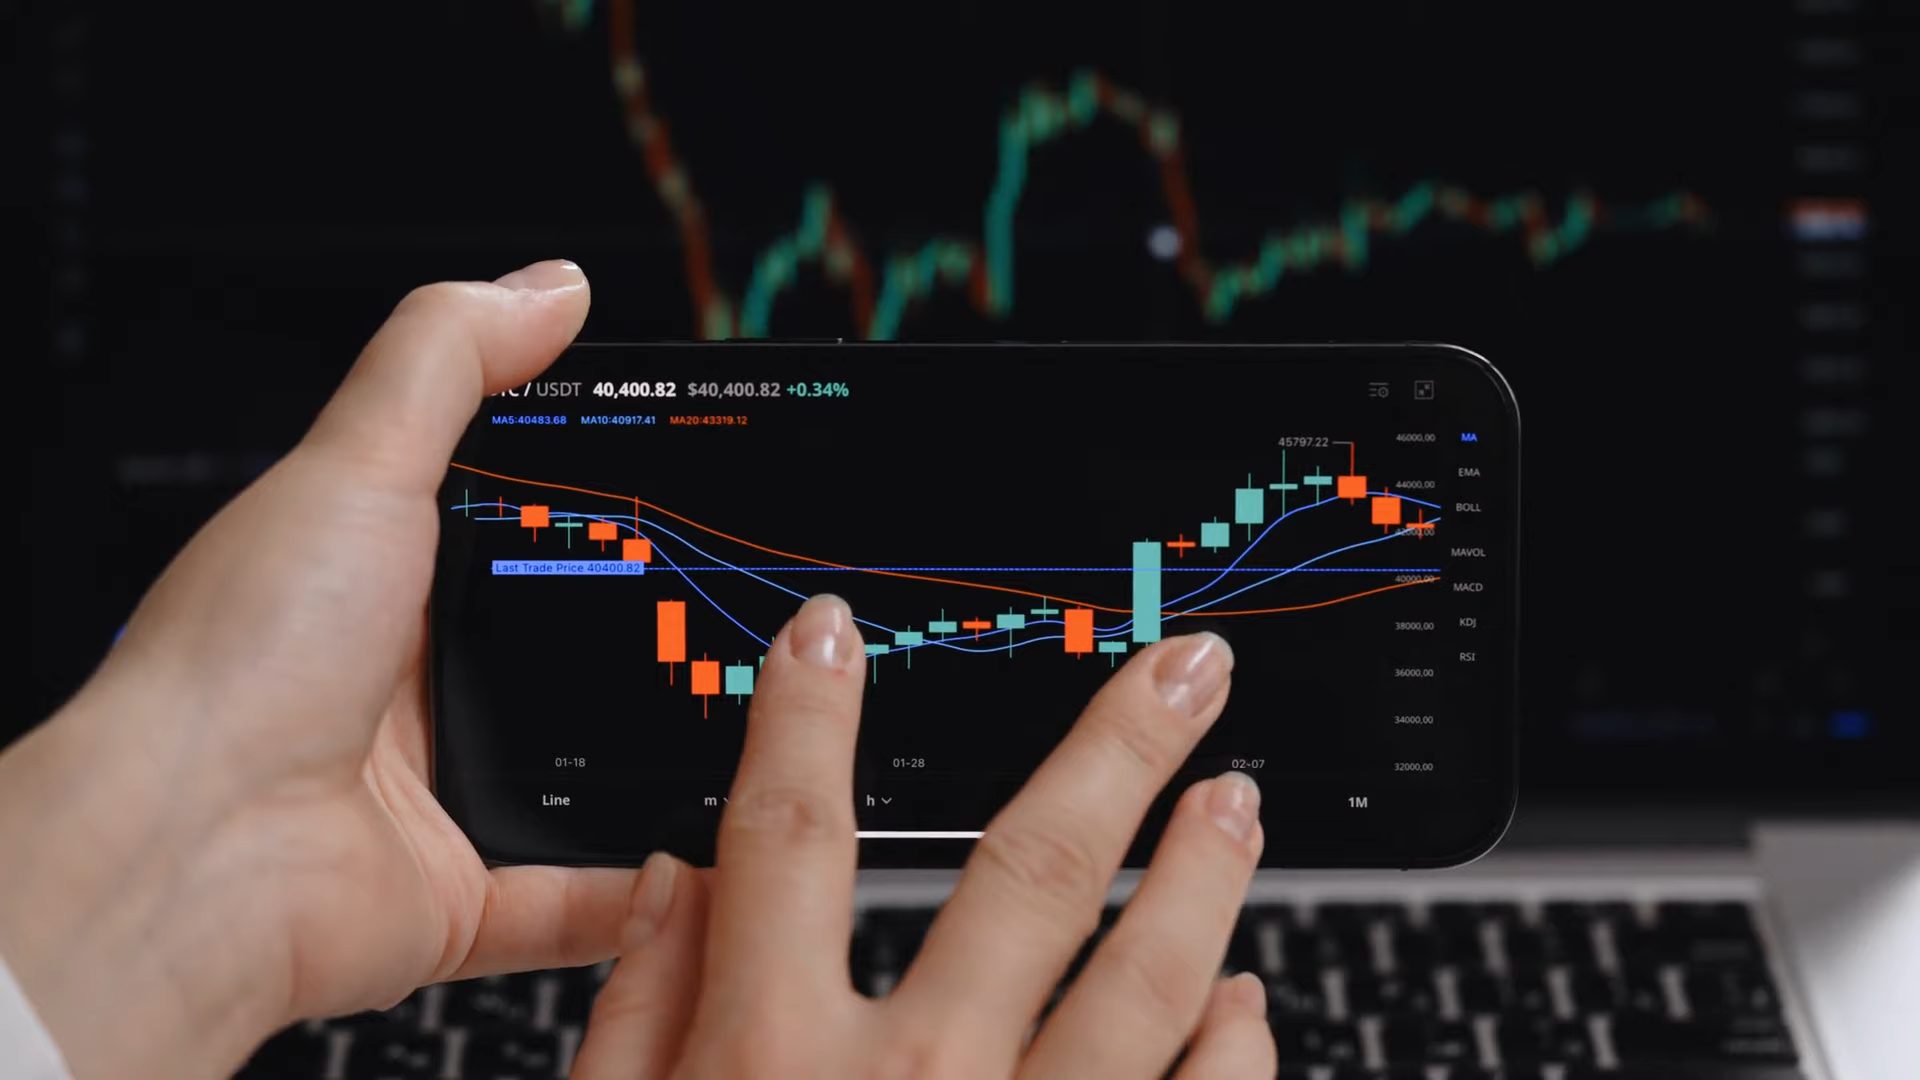 / USDT 40,400.82 $40,400.82 +0.34%
MA5:40483.68 MA10:40917.41 MA20:43319.12
45797.22
46000,00
44000,00
42000,00
40000,00
38000,00
36000,00
34000,00
32000,00
MA
EMA
BOLL
MAVOL
MACD
KDJ
RSI
Last Trade Price 40400.82
01-18 01-28 02-07
Line m h 1M